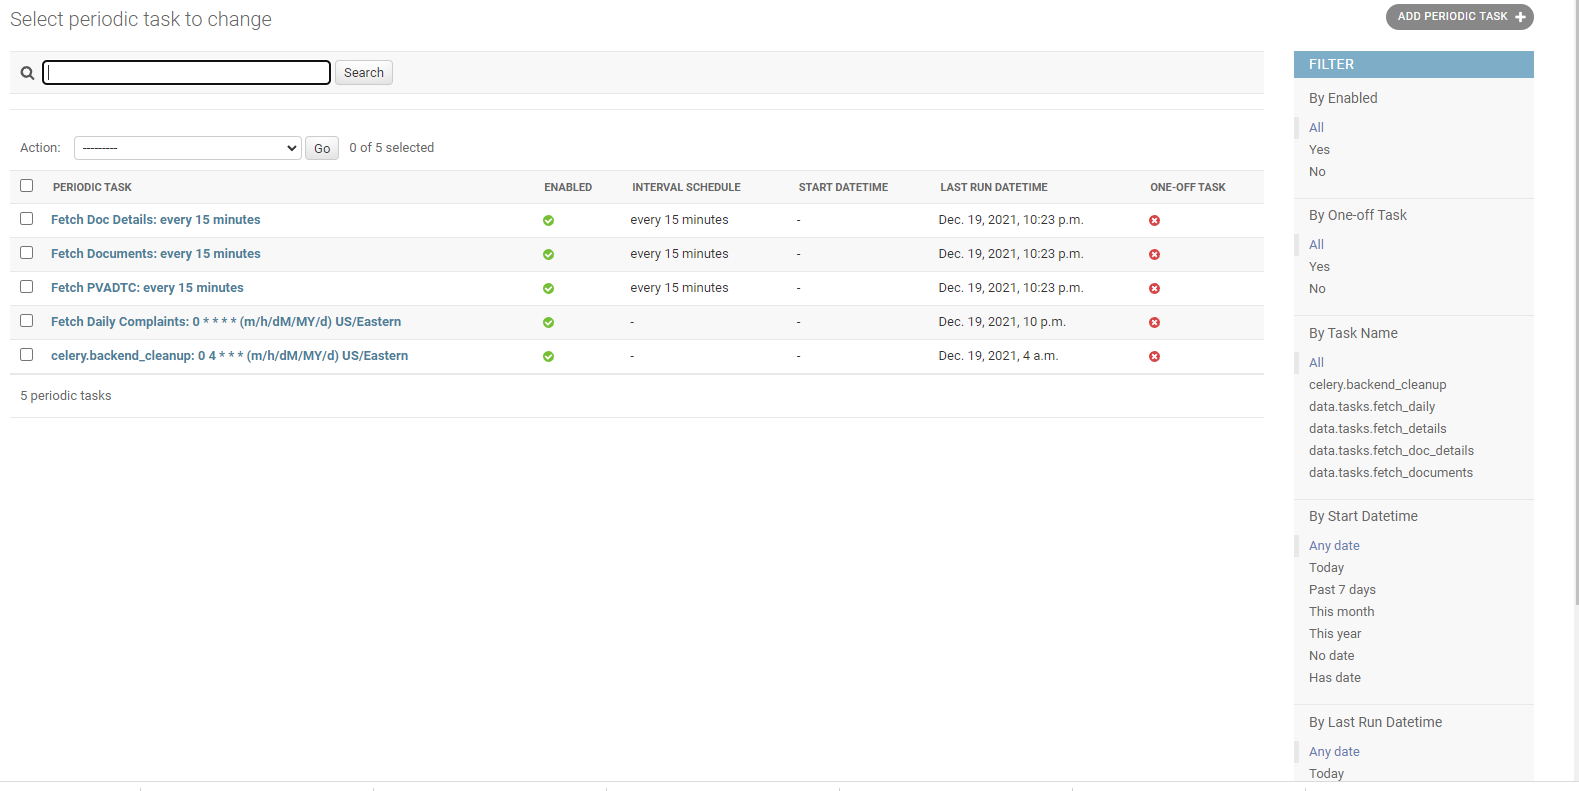 Select periodic task to change
ADD PERIODIC TASK +
Search
Action: --------- Go 0 of 5 selected
PERIODIC TASK ENABLED INTERVAL SCHEDULE START DATETIME LAST RUN DATETIME ONE-OFF TASK
Fetch Doc Details: every 15 minutes every 15 minutes - Dec. 19, 2021, 10:23 p.m.
Fetch Documents: every 15 minutes every 15 minutes - Dec. 19, 2021, 10:23 p.m.
Fetch PVADTC: every 15 minutes every 15 minutes - Dec. 19, 2021, 10:23 p.m.
Fetch Daily Complaints: 0 * * * * (m/h/dM/MY/d) US/Eastern - - Dec. 19, 2021, 10 p.m.
celery.backend_cleanup: 0 4 * * * (m/h/dM/MY/d) US/Eastern - - Dec. 19, 2021, 4 a.m.
5 periodic tasks
FILTER
By Enabled
All
Yes
No
By One-off Task
All
Yes
No
By Task Name
All
celery.backend_cleanup
data.tasks.fetch_daily
data.tasks.fetch_details
data.tasks.fetch_doc_details
data.tasks.fetch_documents
By Start Datetime
Any date
Today
Past 7 days
This month
This year
No date
Has date
By Last Run Datetime
Any date
Today